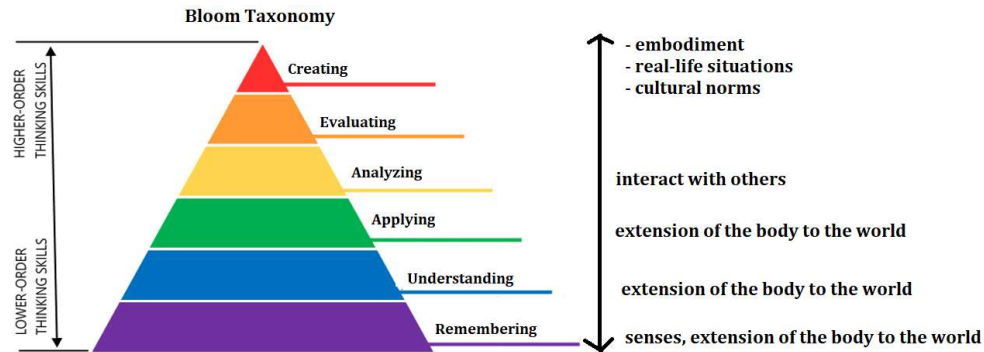 Bloom Taxonomy
HIGHER-ORDER
THINKING SKILLS
LOWER-ORDER
THINKING SKILLS
Creating
Evaluating
Analyzing
Applying
Understanding
Remembering
- embodiment
- real-life situations
- cultural norms
interact with others
extension of the body to the world
extension of the body to the world
senses, extension of the body to the world